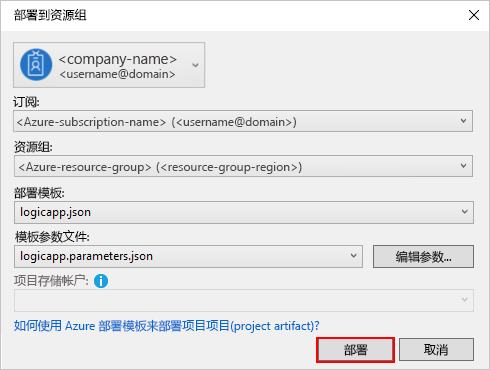 部署到资源组
<company-name>
<username@domain>
订阅:
<Azure-subscription-name> (<username@domain>)
资源组:
<Azure-resource-group> (<resource-group-region>)
部署模板:
logicapp.json
模板参数文件:
logicapp.parameters.json
编辑参数...
项目存储帐户:
如何使用 Azure 部署模板来部署项目项目(project artifact)?
部署
取消